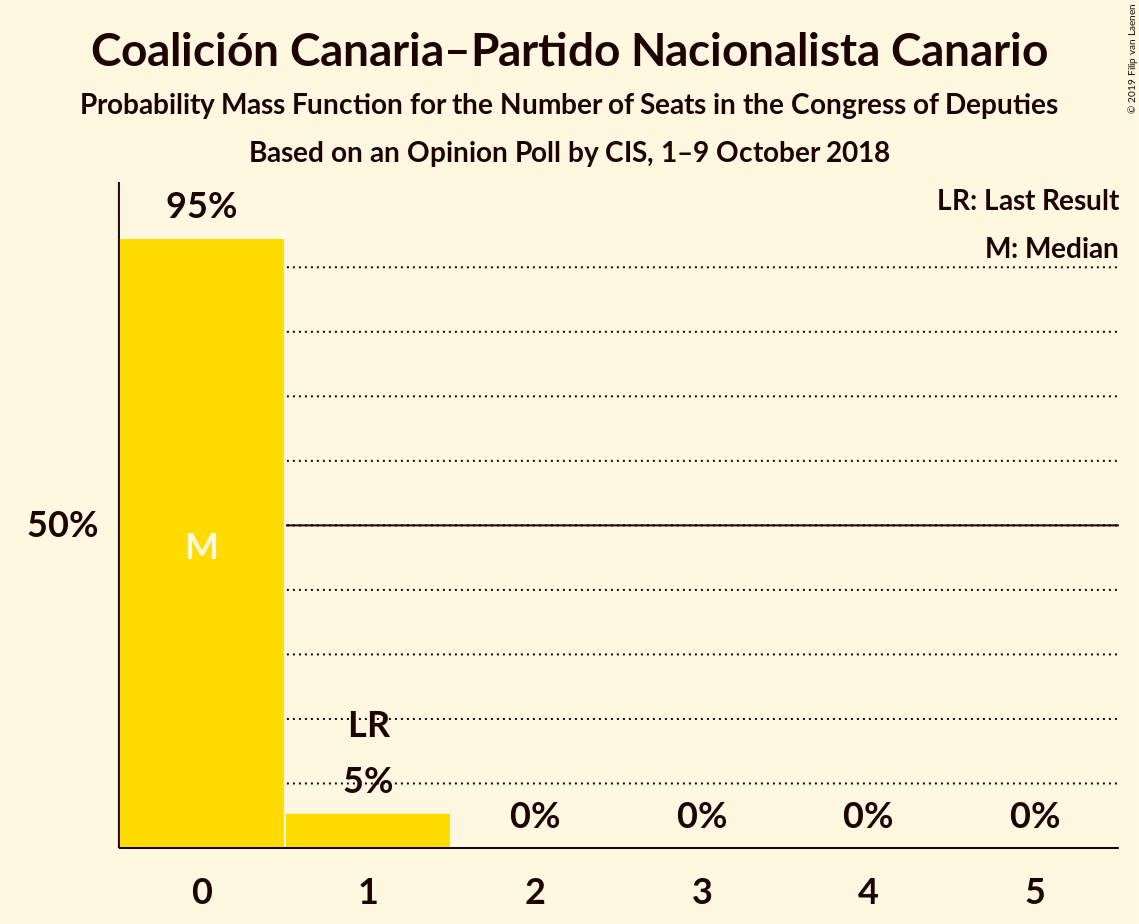 Coalición Canaria–Partido Nacionalista Canario
Probability Mass Function for the Number of Seats in the Congress of Deputies
Based on an Opinion Poll by CIS, 1–9 October 2018
© 2019 Filip van Laenen
LR: Last Result
M: Median
95%
50%
M
LR
5%
0%
0%
0%
0%
0
1
2
3
4
5